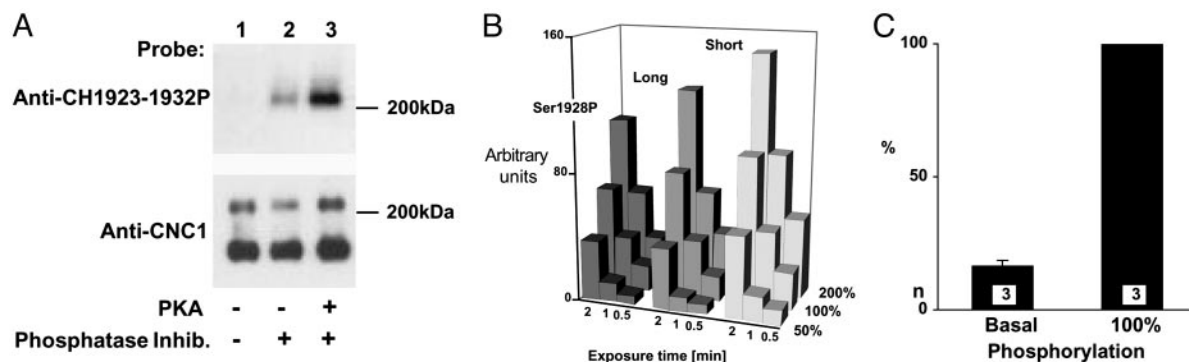 A
1 2 3
Probe:
Anti-CH1923-1932P
200kDa
Anti-CNC1
200kDa
PKA - - +
Phosphatase Inhib. - + +
B
160
Short
Long
Ser1928P
Arbitrary
units
80
0
2 1 0.5 2 1 0.5 2 1 0.5
200%
100%
50%
Exposure time [min]
C
100
%
50
n 3 3
0
Basal 100%
Phosphorylation